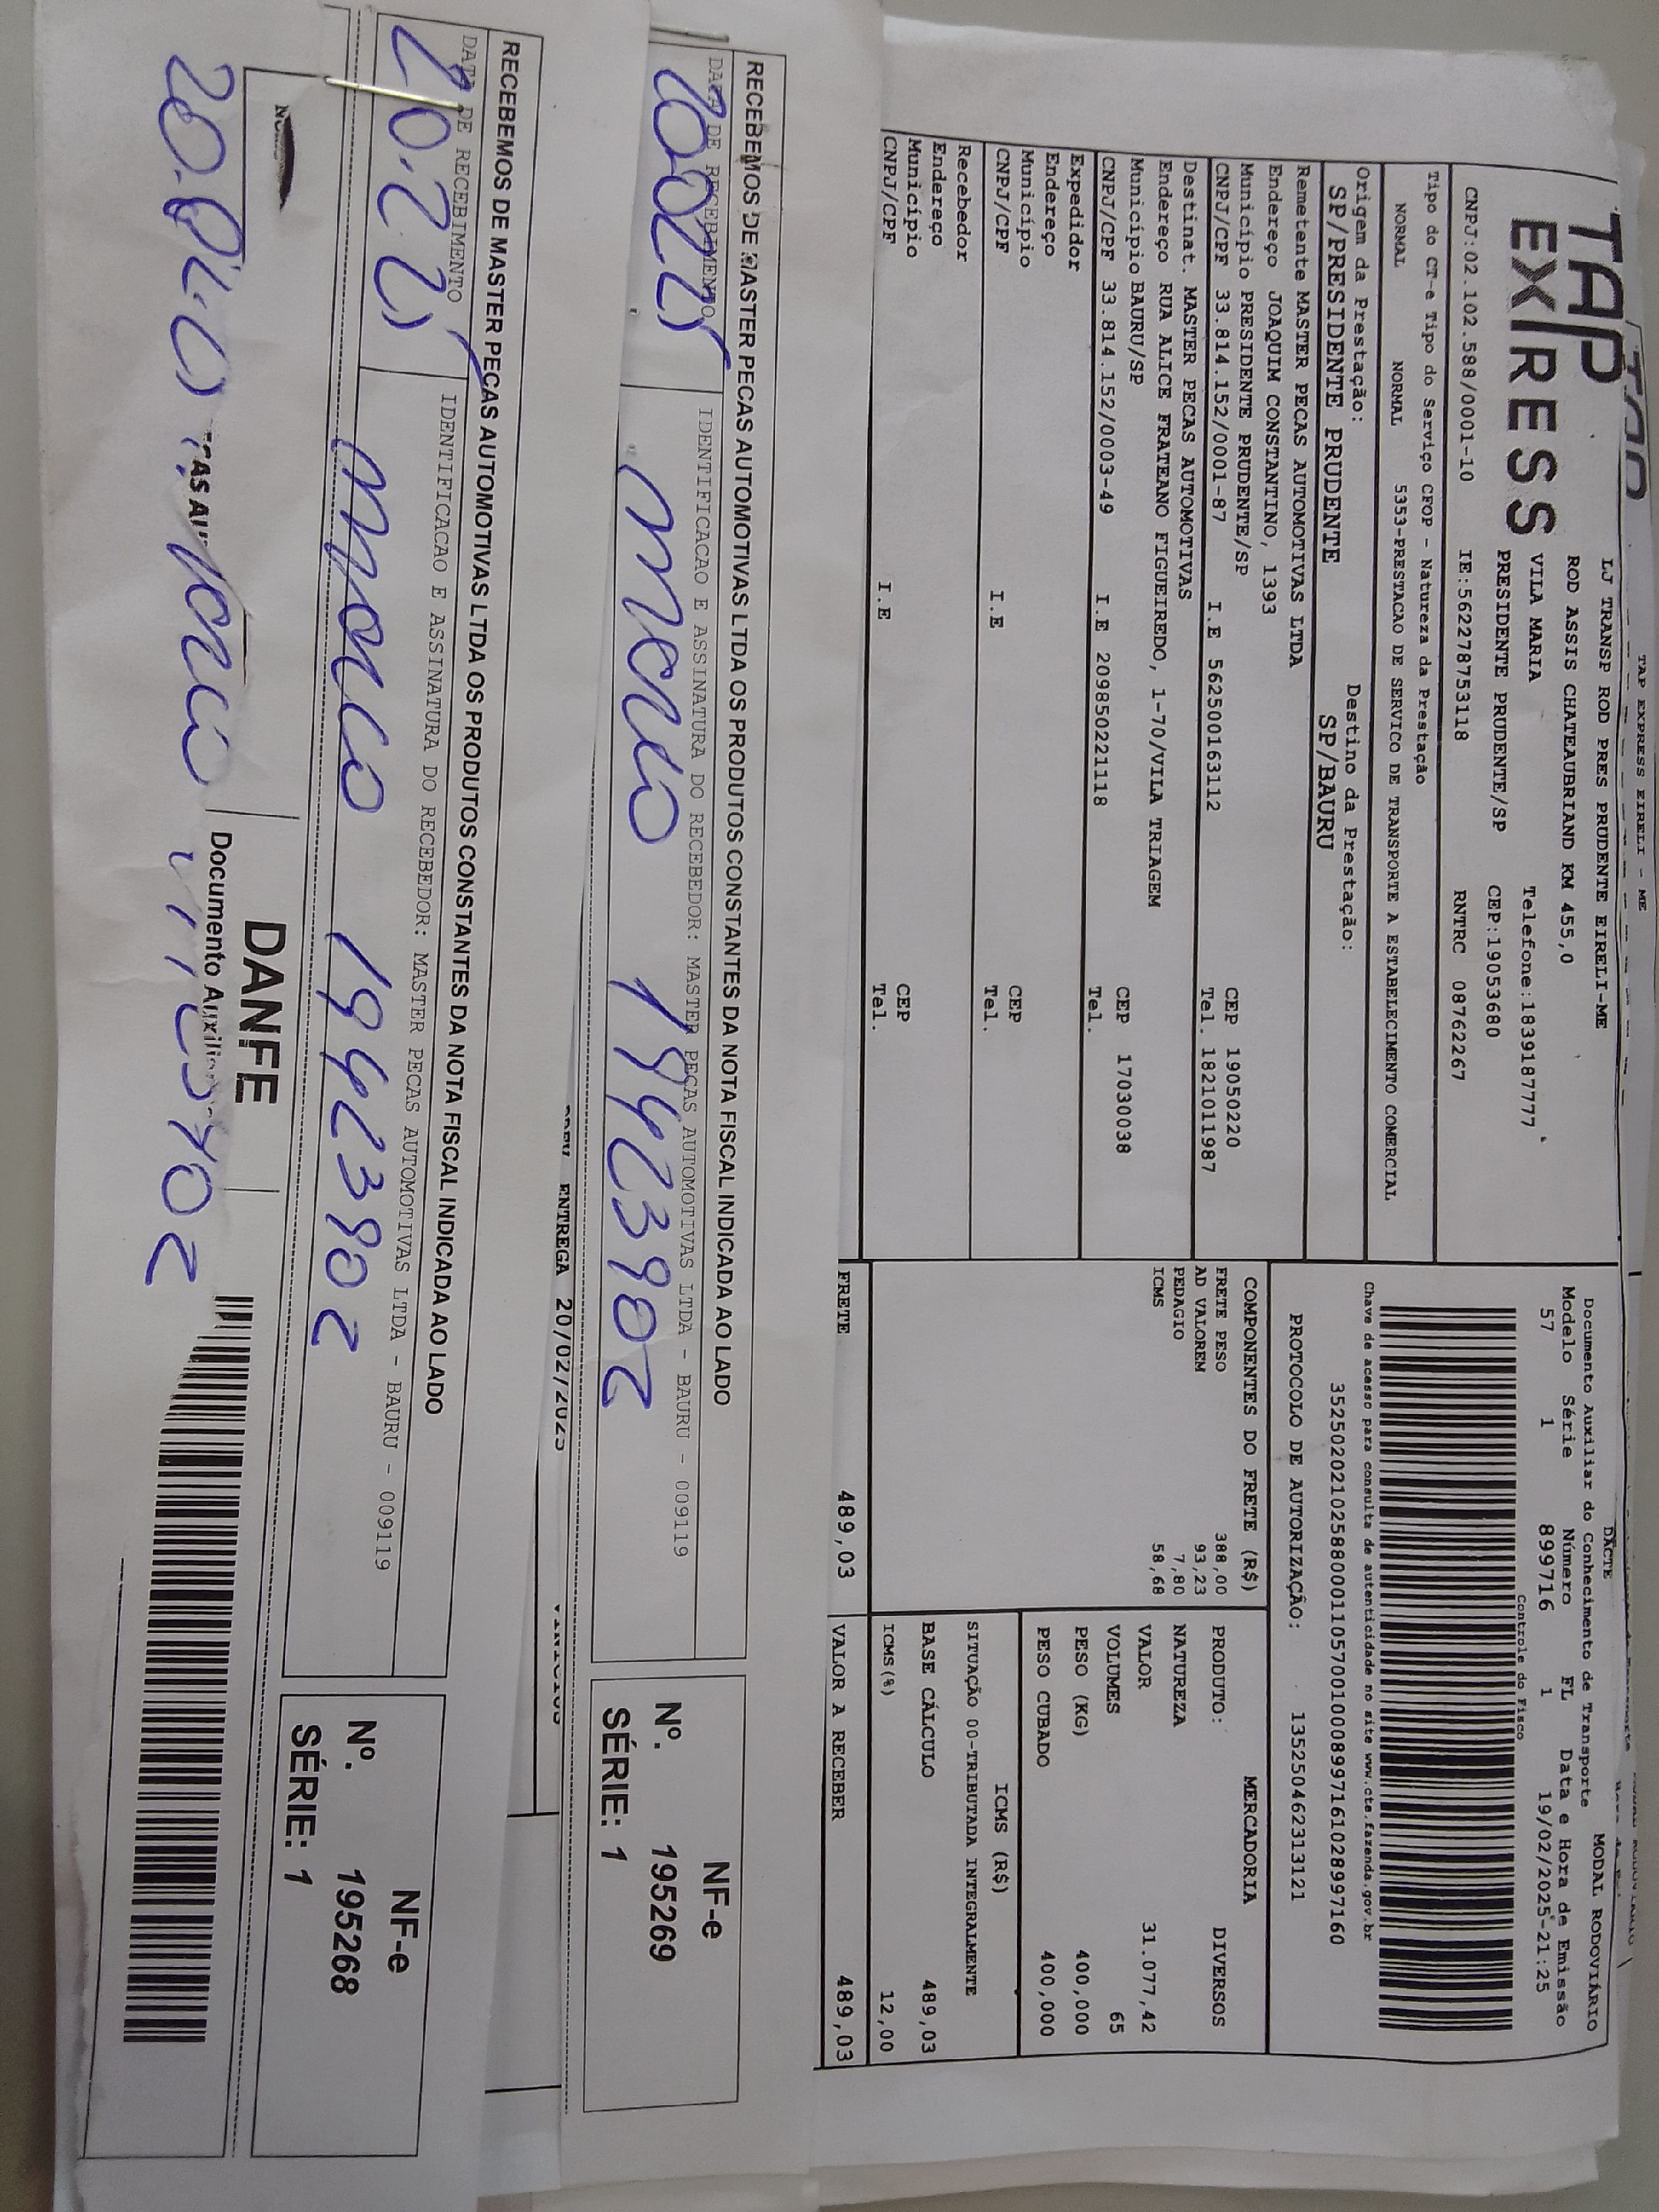 TAP EXPRESS EIRELI - ME
TAP
EXPRESS
LJ TRANSP ROD PRES PRUDENTE EIRELI-ME
ROD ASSIS CHATEAUBRIAND KM 455,0
VILA MARIA Telefone:1839187777
PRESIDENTE PRUDENTE/SP CEP:19053680
CNPJ:02.102.588/0001-10 IE:562278753118 RNTRC 08762267
DACTE MODAL RODOVIÁRIO
Documento Auxiliar do Conhecimento de Transporte
Modelo Série Número FL Data e Hora de Emissão
57 1 899716 1 19/02/2025-21:25
Controle do Fisco
Tipo do CT-e Tipo do Serviço CFOP - Natureza da Prestação
NORMAL NORMAL 5353-PRESTACAO DE SERVICO DE TRANSPORTE A ESTABELECIMENTO COMERCIAL
Chave de acesso para consulta de autenticidade no site www.cte.fazenda.gov.br
35250202102588000110570010008997161028997160
Origem da Prestação: Destino da Prestação:
SP/PRESIDENTE PRUDENTE SP/BAURU
PROTOCOLO DE AUTORIZAÇÃO: 135250462313121
Remetente MASTER PECAS AUTOMOTIVAS LTDA
Endereço JOAQUIM CONSTANTINO, 1393
Município PRESIDENTE PRUDENTE/SP CEP 19050220
CNPJ/CPF 33.814.152/0001-87 I.E 562500163112 Tel. 1821011987
Destinat. MASTER PECAS AUTOMOTIVAS
Endereço RUA ALICE FRATEANO FIGUEIREDO, 1-70/VILA TRIAGEM
Município BAURU/SP CEP 17030038
CNPJ/CPF 33.814.152/0003-49 I.E 209850221118 Tel.
Expedidor
Endereço
Município CEP
CNPJ/CPF I.E Tel.
Recebedor
Endereço
Município CEP
CNPJ/CPF I.E Tel.
COMPONENTES DO FRETE (R$)
FRETE PESO 388,00
AD VALOREM 93,23
PEDAGIO 7,80
ICMS 58,68
MERCADORIA
PRODUTO: DIVERSOS
NATUREZA
VALOR 31.077,42
VOLUMES 65
PESO (KG) 400,000
PESO CUBADO 400,000
ICMS (R$)
SITUAÇÃO 00-TRIBUTADA INTEGRALMENTE
BASE CÁLCULO 489,03
ICMS(%) 12,00
FRETE 489,03 VALOR A RECEBER 489,03
RECEBEMOS DE MASTER PECAS AUTOMOTIVAS LTDA OS PRODUTOS CONSTANTES DA NOTA FISCAL INDICADA AO LADO
DATA DE RECEBIMENTO IDENTIFICACAO E ASSINATURA DO RECEBEDOR: MASTER PECAS AUTOMOTIVAS LTDA - BAURU - 009119
NF-e
Nº. 195269
SÉRIE: 1
ENTREGA 20/02/2025
RECEBEMOS DE MASTER PECAS AUTOMOTIVAS LTDA OS PRODUTOS CONSTANTES DA NOTA FISCAL INDICADA AO LADO
DATA DE RECEBIMENTO IDENTIFICACAO E ASSINATURA DO RECEBEDOR: MASTER PECAS AUTOMOTIVAS LTDA - BAURU - 009119
NF-e
Nº. 195268
SÉRIE: 1
DANFE
Documento